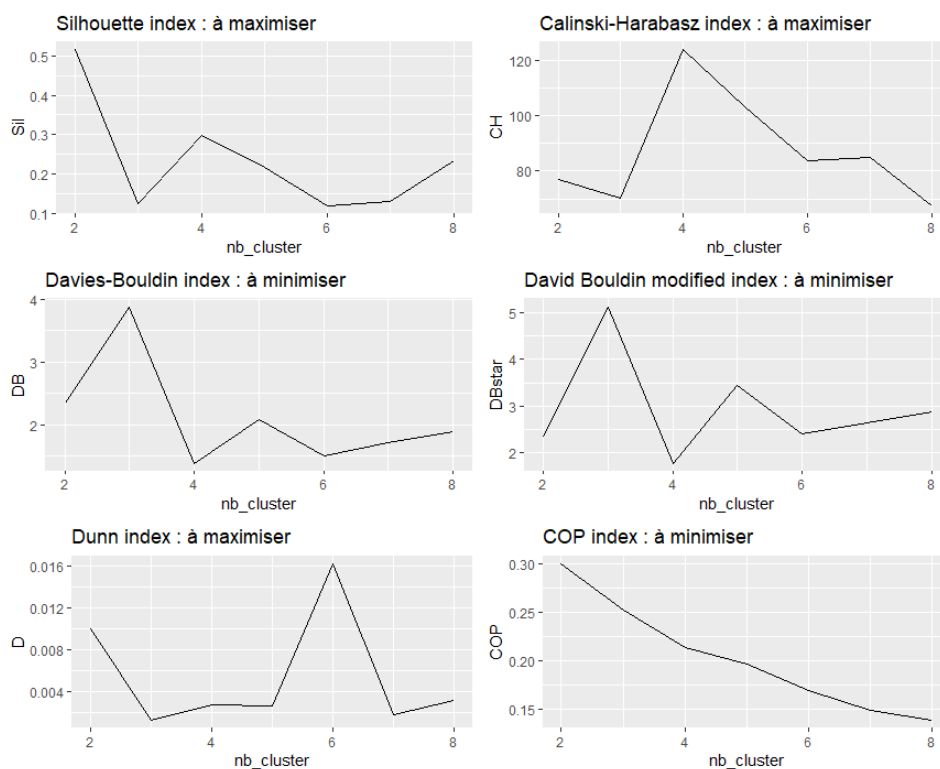 Silhouette index : à maximiser
0.5
0.4
0.3
0.2
0.1
Sil
2
4
6
8
nb_cluster
Calinski-Harabasz index : à maximiser
120
100
80
CH
2
4
6
8
nb_cluster
Davies-Bouldin index : à minimiser
4
3
2
DB
2
4
6
8
nb_cluster
David Bouldin modified index : à minimiser
5
4
3
2
DBstar
2
4
6
8
nb_cluster
Dunn index : à maximiser
0.016
0.012
0.008
0.004
D
2
4
6
8
nb_cluster
COP index : à minimiser
0.30
0.25
0.20
0.15
COP
2
4
6
8
nb_cluster